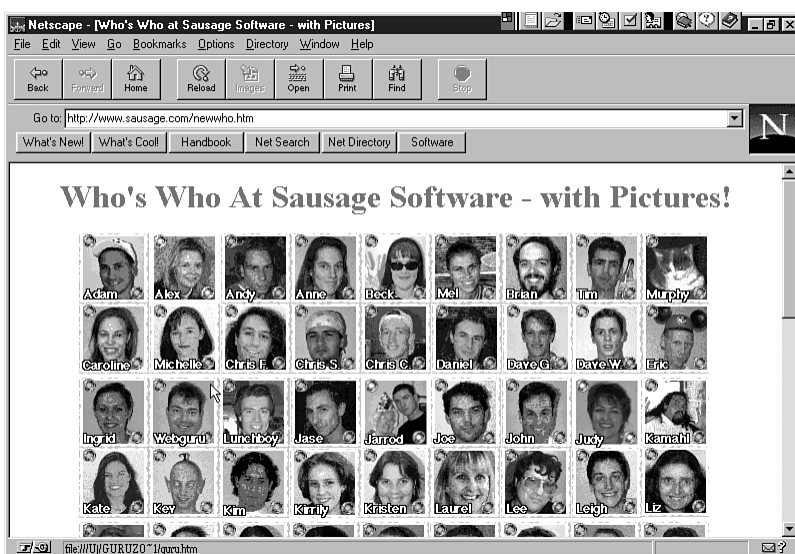 Netscape - [Who's Who at Sausage Software - with Pictures]
File Edit View Go Bookmarks Options Directory Window Help
Back Forward Home Reload Images Open Print Find Stop
Go to: http://www.sausage.com/newwho.htm
N
What's New! What's Cool! Handbook Net Search Net Directory Software
Who's Who At Sausage Software - with Pictures!
Adam Alex Andy Anne Beck Mel Brian Tim Murphy
Caroline Michelle Chris F. Chris S. Chris C. Daniel Dave G. Dave W. Eric
Ingrid Webguru Lunchboy Jase Jarrod Joe John Judy Kamahl
Kate Kev Kim Kirrily Kristen Laurel Lee Leigh Liz
file:///U|/GURUZO~1/guru.htm